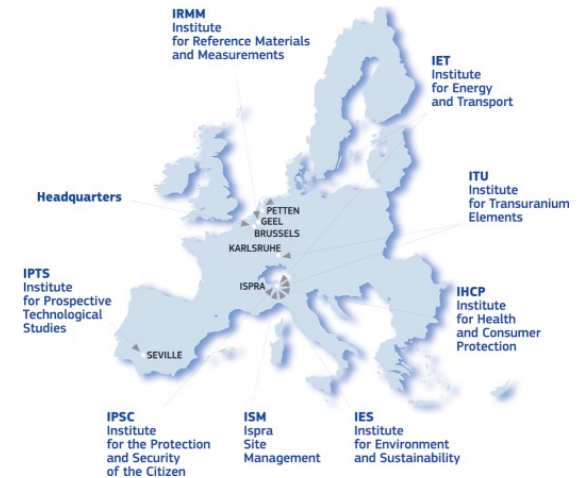 IRMM
Institute
for Reference Materials
and Measurements
IET
Institute
for Energy
and Transport
ITU
Institute
for Transuranium
Elements
Headquarters
PETTEN
GEEL
BRUSSELS
KARLSRUHE
IPTS
Institute
for Prospective
Technological
Studies
ISPRA
IHCP
Institute
for Health
and Consumer
Protection
SEVILLE
IPSC
Institute
for the Protection
and Security
of the Citizen
ISM
Ispra
Site
Management
IES
Institute
for Environment
and Sustainability